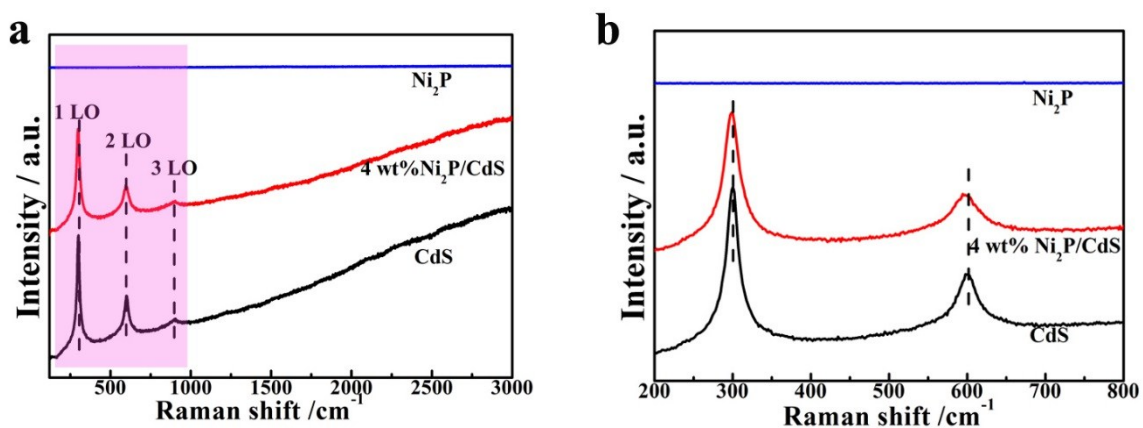 a
Intensity / a.u.
Ni₂P
1 LO
2 LO
3 LO
4 wt%Ni₂P/CdS
CdS
500 1000 1500 2000 2500 3000
Raman shift /cm⁻¹
b
Intensity / a.u.
Ni₂P
4 wt% Ni₂P/CdS
CdS
200 300 400 500 600 700 800
Raman shift /cm⁻¹